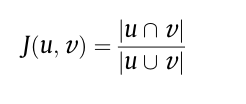 J(u, v) = |u ∩ v| / |u ∪ v|